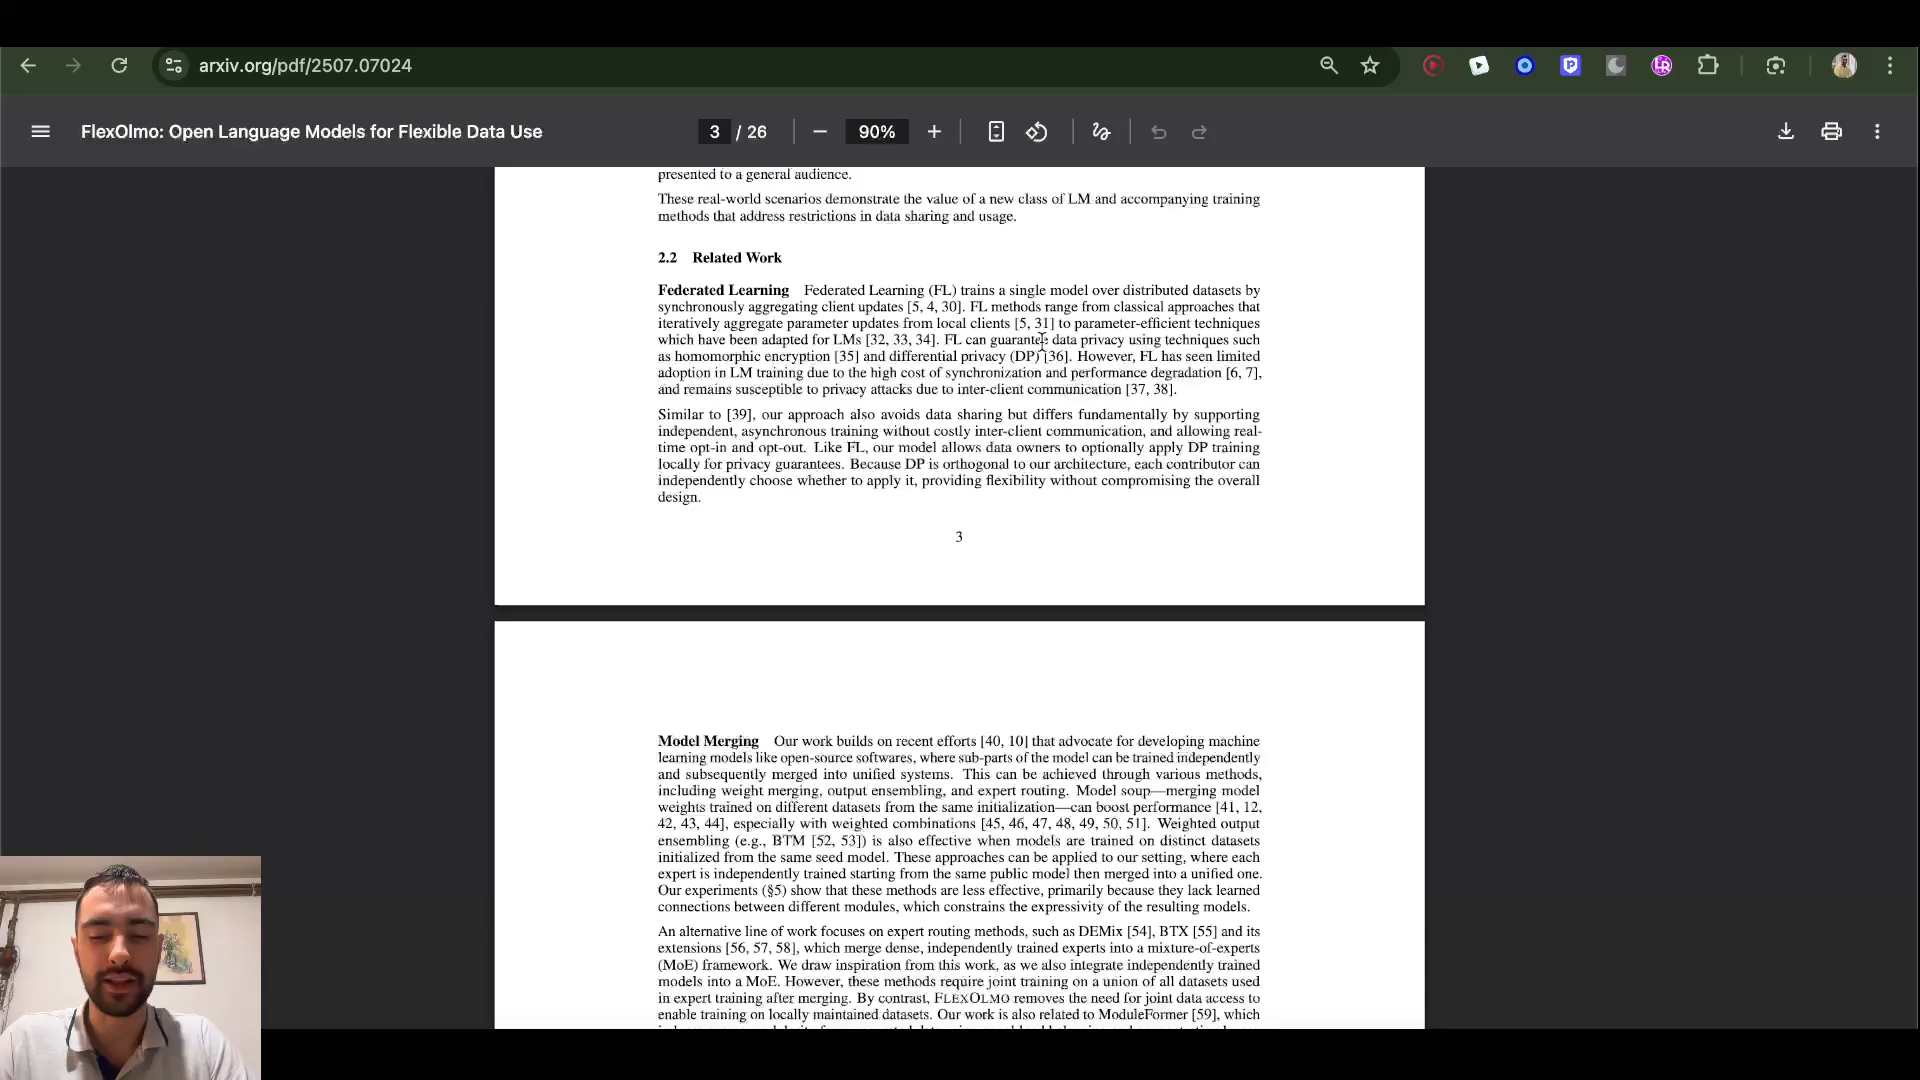 arxiv.org/pdf/2507.07024
FlexOlmo: Open Language Models for Flexible Data Use
3 / 26
90%
presented to a general audience.
These real-world scenarios demonstrate the value of a new class of LM and accompanying training
methods that address restrictions in data sharing and usage.
2.2 Related Work
Federated Learning Federated Learning (FL) trains a single model over distributed datasets by
synchronously aggregating client updates [5, 4, 30]. FL methods range from classical approaches that
iteratively aggregate parameter updates from local clients [5, 31] to parameter-efficient techniques
which have been adapted for LMs [32, 33, 34]. FL can guarantee data privacy using techniques such
as homomorphic encryption [35] and differential privacy (DP) [36]. However, FL has seen limited
adoption in LM training due to the high cost of synchronization and performance degradation [6, 7],
and remains susceptible to privacy attacks due to inter-client communication [37, 38].
Similar to [39], our approach also avoids data sharing but differs fundamentally by supporting
independent, asynchronous training without costly inter-client communication, and allowing real-
time opt-in and opt-out. Like FL, our model allows data owners to optionally apply DP training
locally for privacy guarantees. Because DP is orthogonal to our architecture, each contributor can
independently choose whether to apply it, providing flexibility without compromising the overall
design.
3
Model Merging Our work builds on recent efforts [40, 10] that advocate for developing machine
learning models like open-source softwares, where sub-parts of the model can be trained independently
and subsequently merged into unified systems. This can be achieved through various methods,
including weight merging, output ensembling, and expert routing. Model soup—merging model
weights trained on different datasets from the same initialization—can boost performance [41, 12,
42, 43, 44], especially with weighted combinations [45, 46, 47, 48, 49, 50, 51]. Weighted output
ensembling (e.g., BTM [52, 53]) is also effective when models are trained on distinct datasets
initialized from the same seed model. These approaches can be applied to our setting, where each
expert is independently trained starting from the same public model then merged into a unified one.
Our experiments (§5) show that these methods are less effective, primarily because they lack learned
connections between different modules, which constrains the expressivity of the resulting models.
An alternative line of work focuses on expert routing methods, such as DEMix [54], BTX [55] and its
extensions [56, 57, 58], which merge dense, independently trained experts into a mixture-of-experts
(MoE) framework. We draw inspiration from this work, as we also integrate independently trained
models into a MoE. However, these methods require joint training on a union of all datasets used
in expert training after merging. By contrast, FLEXOLMO removes the need for joint data access to
enable training on locally maintained datasets. Our work is also related to ModuleFormer [59], which